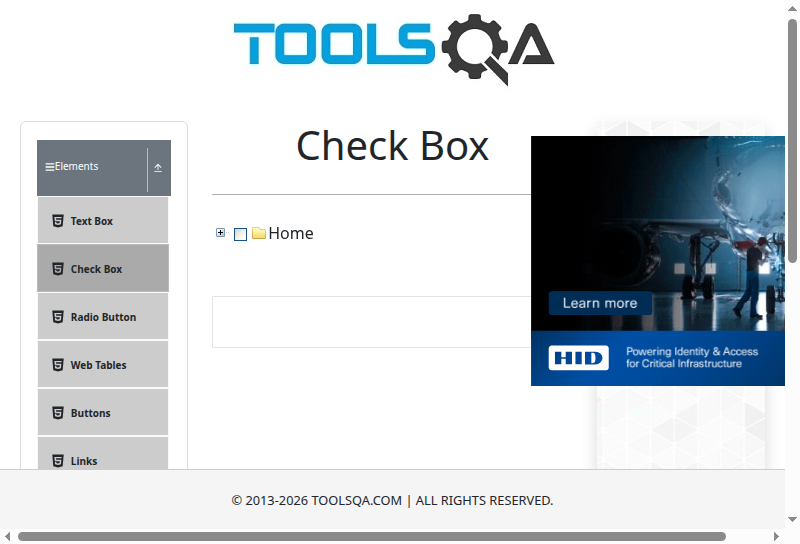 TOOLSQA
Elements
Text Box
Check Box
Radio Button
Web Tables
Buttons
Links
Check Box
Home
Learn more
HID
Powering Identity & Access
for Critical Infrastructure
© 2013-2026 TOOLSQA.COM | ALL RIGHTS RESERVED.